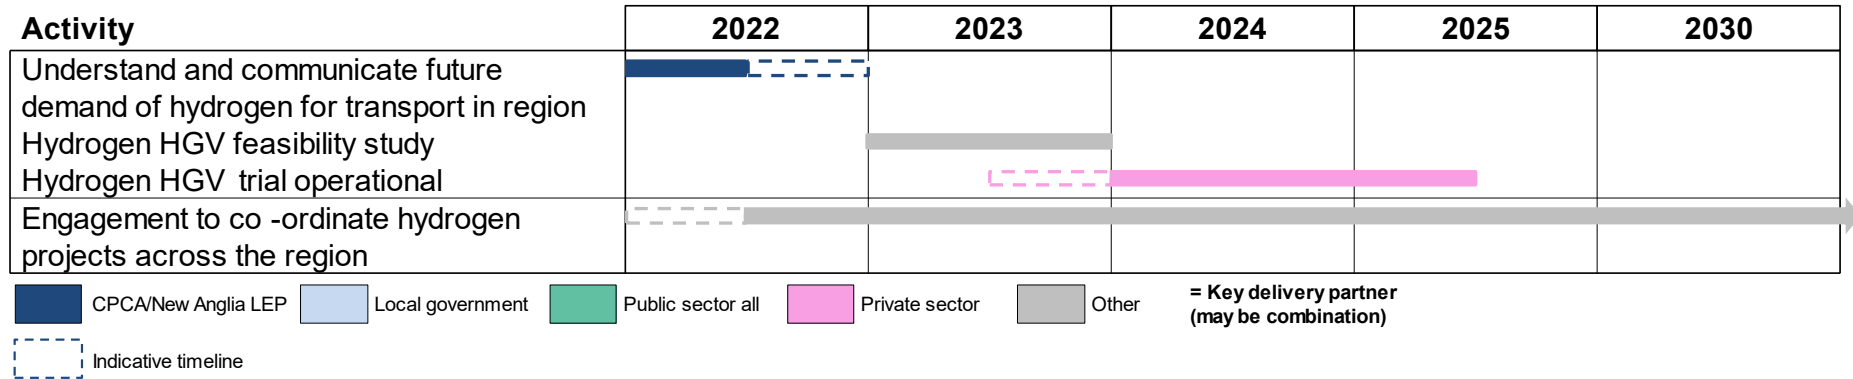 Activity 2022 2023 2024 2025 2030
Understand and communicate future
demand of hydrogen for transport in region
Hydrogen HGV feasibility study
Hydrogen HGV trial operational
Engagement to co -ordinate hydrogen
projects across the region
CPCA/New Anglia LEP Local government Public sector all Private sector Other = Key delivery partner
(may be combination)
Indicative timeline